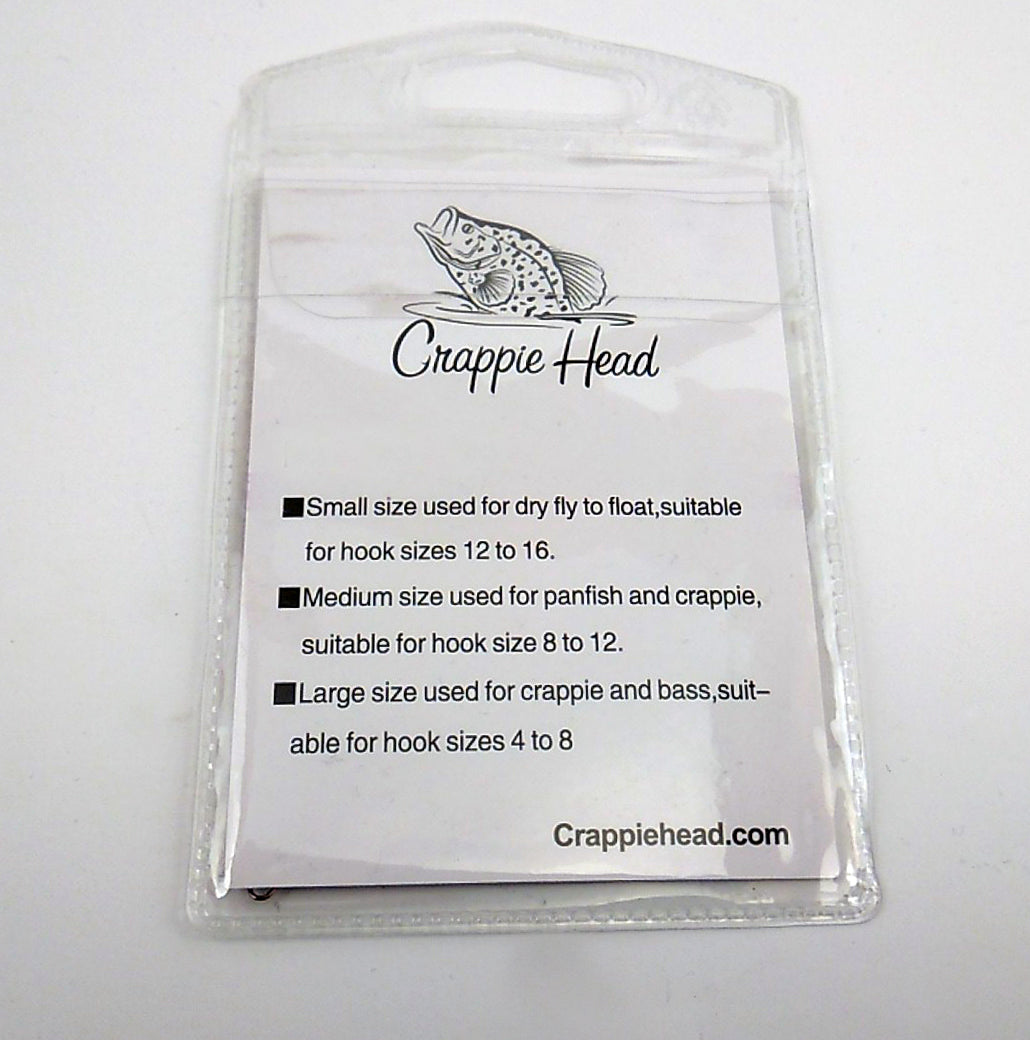 Crappie Head
■Small size used for dry fly to float,suitable
for hook sizes 12 to 16.
■Medium size used for panfish and crappie,
suitable for hook size 8 to 12.
■Large size used for crappie and bass,suit–
able for hook sizes 4 to 8
Crappiehead.com